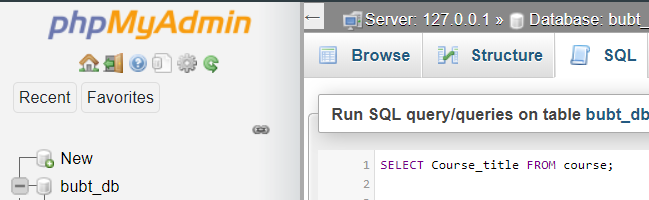 phpMyAdmin
Server: 127.0.0.1 » Database: bubt_
Browse Structure SQL
Recent Favorites
Run SQL query/queries on table bubt_db
New
1 SELECT Course_title FROM course;
bubt_db
2